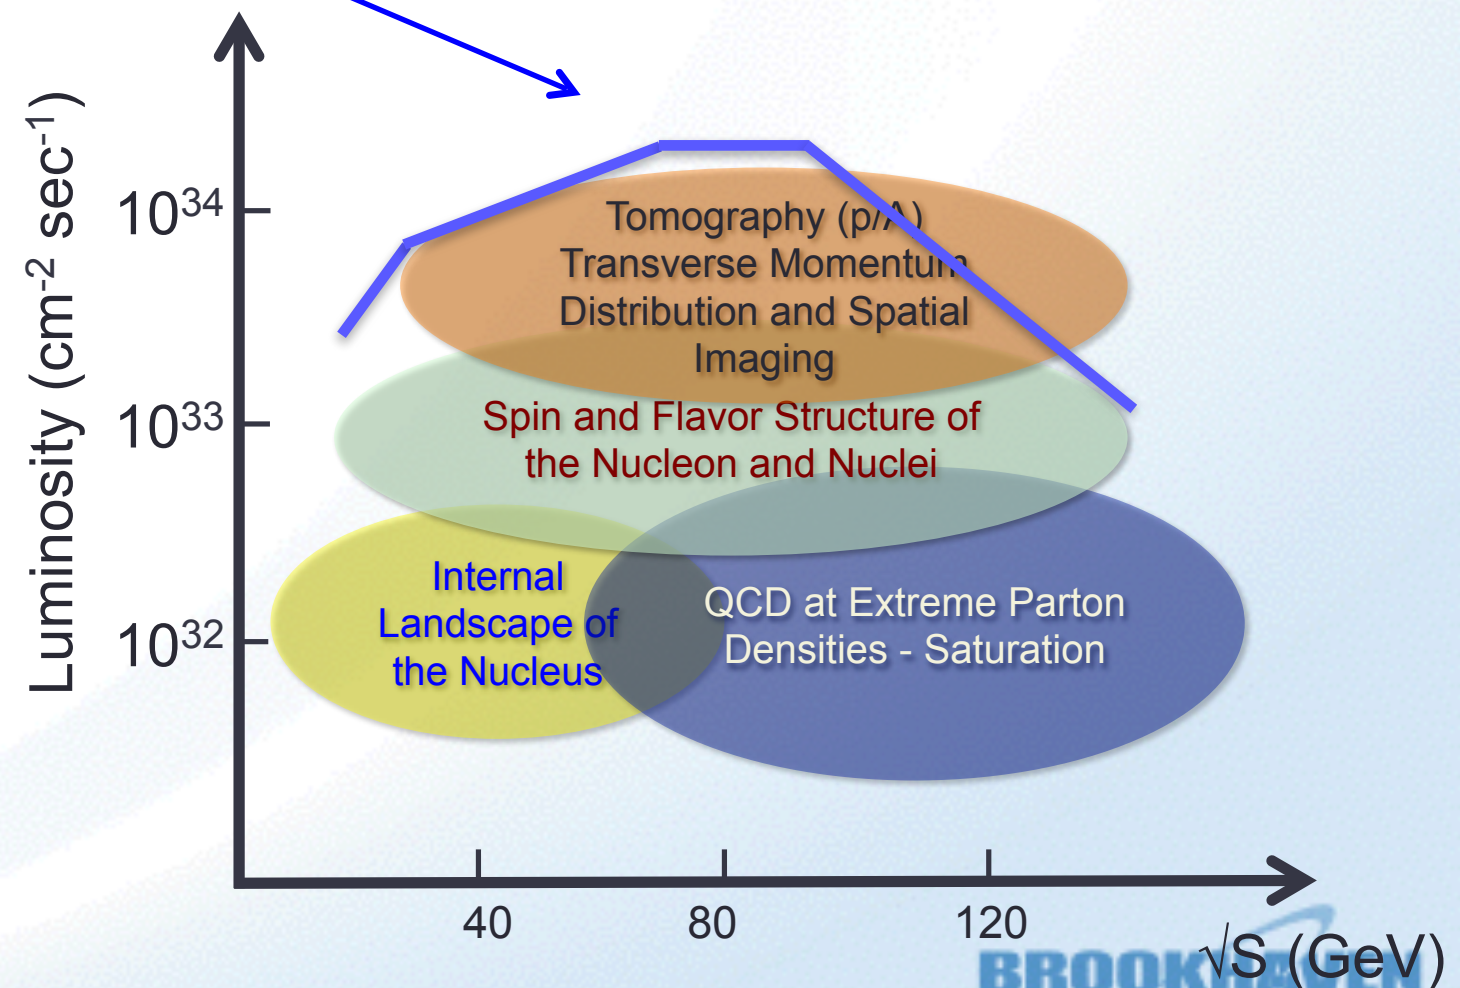 Luminosity (cm-2 sec-1)
1034
1033
1032
Tomography (p/A)
Transverse Momentum
Distribution and Spatial
Imaging
Spin and Flavor Structure of
the Nucleon and Nuclei
Internal
Landscape of
the Nucleus
QCD at Extreme Parton
Densities - Saturation
40
80
120
√S (GeV)
BROOKHAVEN